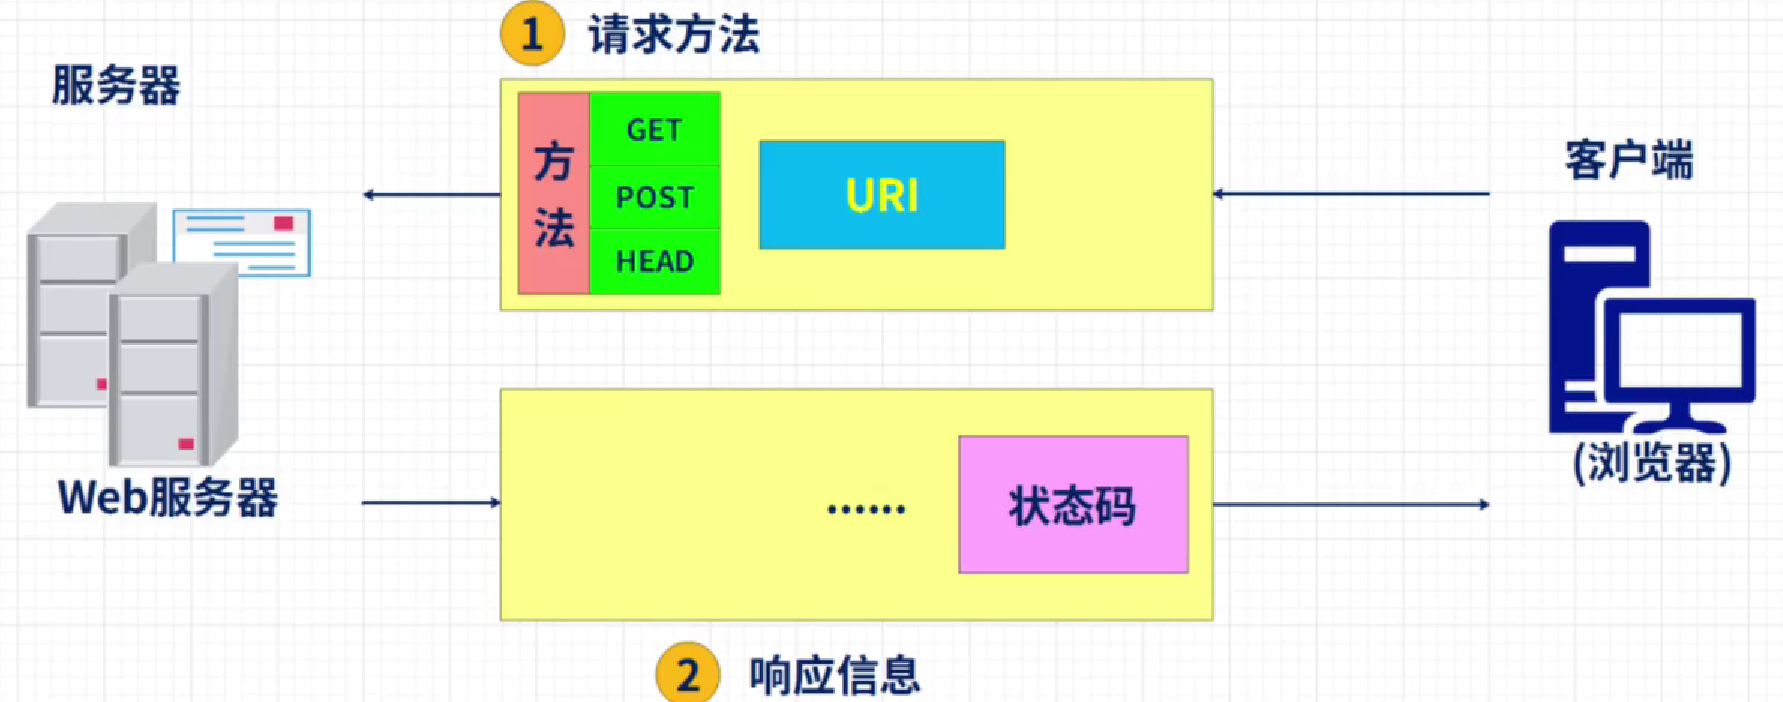 1 请求方法
服务器
方法
GET
POST
HEAD
URI
客户端
(浏览器)
Web服务器
······
状态码
2 响应信息